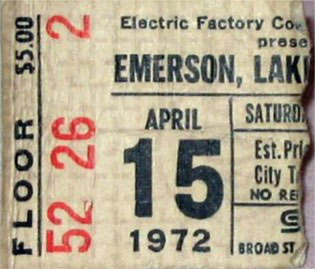 FLOOR $5.00
52 26 2
Electric Factory Co
prese
EMERSON, LAK
APRIL
15
1972
SATURDA
Est. Pri
City T
NO RE
BROAD ST